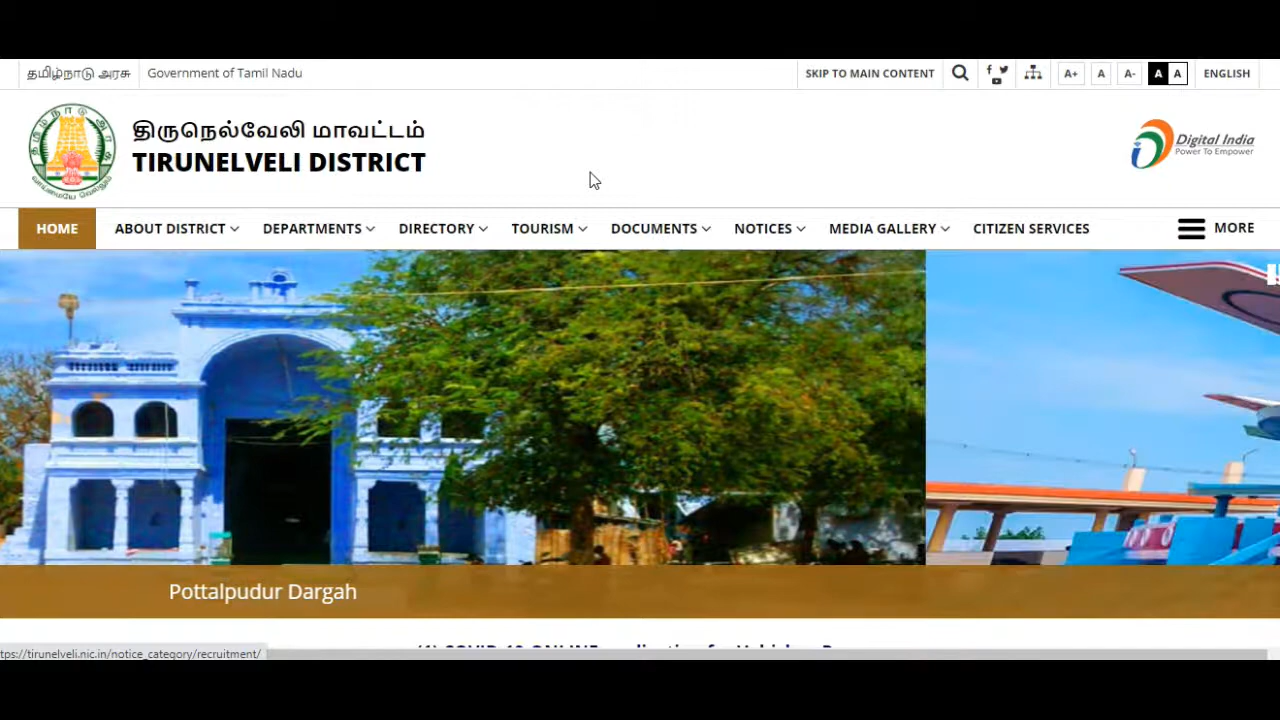 தமிழ்நாடு அரசு Government of Tamil Nadu SKIP TO MAIN CONTENT A+ A A- A A ENGLISH
திருநெல்வேலி மாவட்டம்
TIRUNELVELI DISTRICT
Digital India
Power To Empower
HOME ABOUT DISTRICT DEPARTMENTS DIRECTORY TOURISM DOCUMENTS NOTICES MEDIA GALLERY CITIZEN SERVICES MORE
Pottalpudur Dargah
tps://tirunelveli.nic.in/notice_category/recruitment/